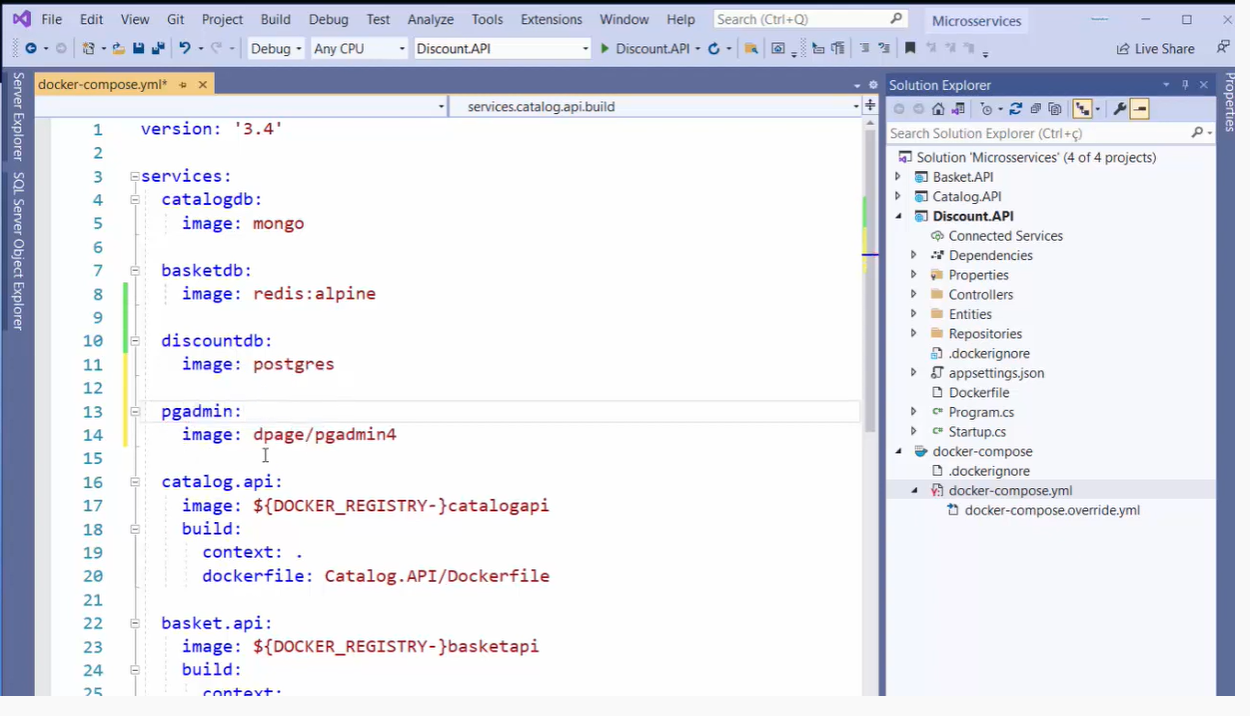 File Edit View Git Project Build Debug Test Analyze Tools Extensions Window Help Search (Ctrl+Q) Microsservices
Debug Any CPU Discount.API Discount.API Live Share
Server Explorer
SQL Server Object Explorer
docker-compose.yml*
services.catalog.api.build
1 version: '3.4'
2
3 services:
4 catalogdb:
5 image: mongo
6
7 basketdb:
8 image: redis:alpine
9
10 discountdb:
11 image: postgres
12
13 pgadmin:
14 image: dpage/pgadmin4
15
16 catalog.api:
17 image: ${DOCKER_REGISTRY-}catalogapi
18 build:
19 context: .
20 dockerfile: Catalog.API/Dockerfile
21
22 basket.api:
23 image: ${DOCKER_REGISTRY-}basketapi
24 build:
25 context:
Solution Explorer
Search Solution Explorer (Ctrl+ç)
Solution 'Microsservices' (4 of 4 projects)
Basket.API
Catalog.API
Discount.API
Connected Services
Dependencies
Properties
Controllers
Entities
Repositories
.dockerignore
appsettings.json
Dockerfile
C# Program.cs
C# Startup.cs
docker-compose
.dockerignore
docker-compose.yml
docker-compose.override.yml
Properties